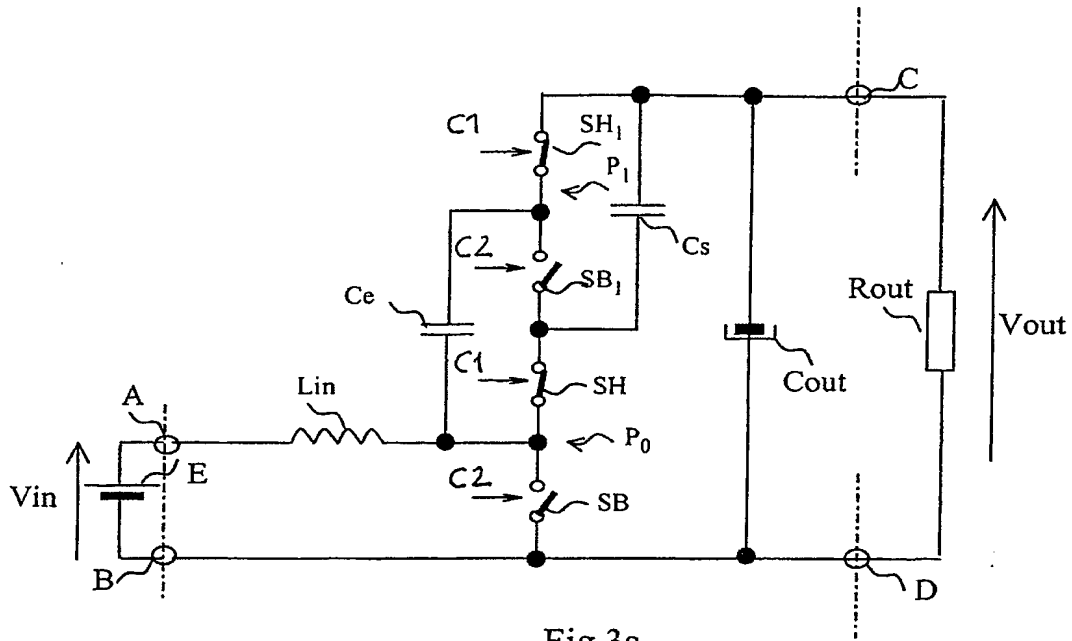 C
C1
SH₁
P₁
C2
Cs
SB₁
Ce
Rout
Vout
C1
SH
Cout
A
Lin
P₀
E
C2
Vin
SB
B
D
Fig.3a